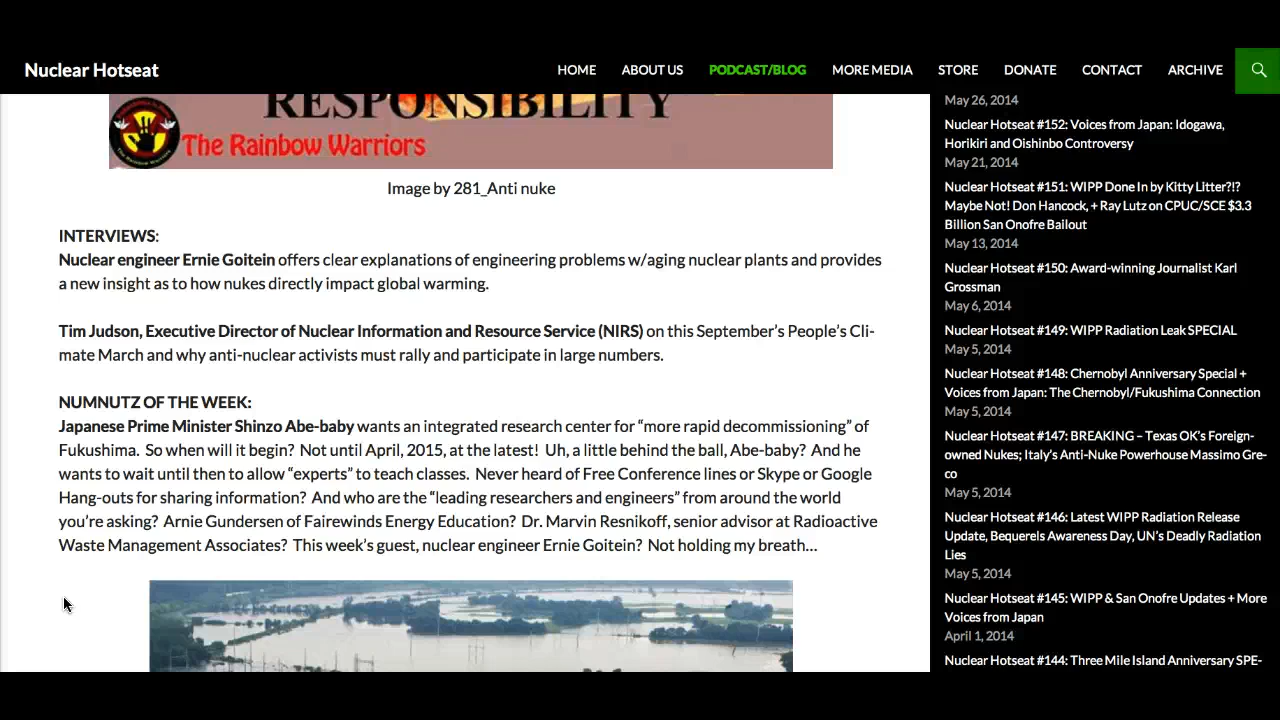 Nuclear Hotseat
HOME ABOUT US PODCAST/BLOG MORE MEDIA STORE DONATE CONTACT ARCHIVE
RESPONSIBILITY
The Rainbow Warriors
Image by 281_Anti nuke
INTERVIEWS:
Nuclear engineer Ernie Goitein offers clear explanations of engineering problems w/aging nuclear plants and provides
a new insight as to how nukes directly impact global warming.
Tim Judson, Executive Director of Nuclear Information and Resource Service (NIRS) on this September's People's Cli-
mate March and why anti-nuclear activists must rally and participate in large numbers.
NUMNUTZ OF THE WEEK:
Japanese Prime Minister Shinzo Abe-baby wants an integrated research center for “more rapid decommissioning” of
Fukushima. So when will it begin? Not until April, 2015, at the latest! Uh, a little behind the ball, Abe-baby? And he
wants to wait until then to allow “experts” to teach classes. Never heard of Free Conference lines or Skype or Google
Hang-outs for sharing information? And who are the “leading researchers and engineers” from around the world
you’re asking? Arnie Gundersen of Fairewinds Energy Education? Dr. Marvin Resnikoff, senior advisor at Radioactive
Waste Management Associates? This week’s guest, nuclear engineer Ernie Goitein? Not holding my breath…
May 26, 2014
Nuclear Hotseat #152: Voices from Japan: Idogawa,
Horikiri and Oishinbo Controversy
May 21, 2014
Nuclear Hotseat #151: WIPP Done In by Kitty Litter?!?
Maybe Not! Don Hancock, + Ray Lutz on CPUC/SCE $3.3
Billion San Onofre Bailout
May 13, 2014
Nuclear Hotseat #150: Award-winning Journalist Karl
Grossman
May 6, 2014
Nuclear Hotseat #149: WIPP Radiation Leak SPECIAL
May 5, 2014
Nuclear Hotseat #148: Chernobyl Anniversary Special +
Voices from Japan: The Chernobyl/Fukushima Connection
May 5, 2014
Nuclear Hotseat #147: BREAKING – Texas OK’s Foreign-
owned Nukes; Italy’s Anti-Nuke Powerhouse Massimo Gre-
co
May 5, 2014
Nuclear Hotseat #146: Latest WIPP Radiation Release
Update, Bequerels Awareness Day, UN’s Deadly Radiation
Lies
May 5, 2014
Nuclear Hotseat #145: WIPP & San Onofre Updates + More
Voices from Japan
April 1, 2014
Nuclear Hotseat #144: Three Mile Island Anniversary SPE-